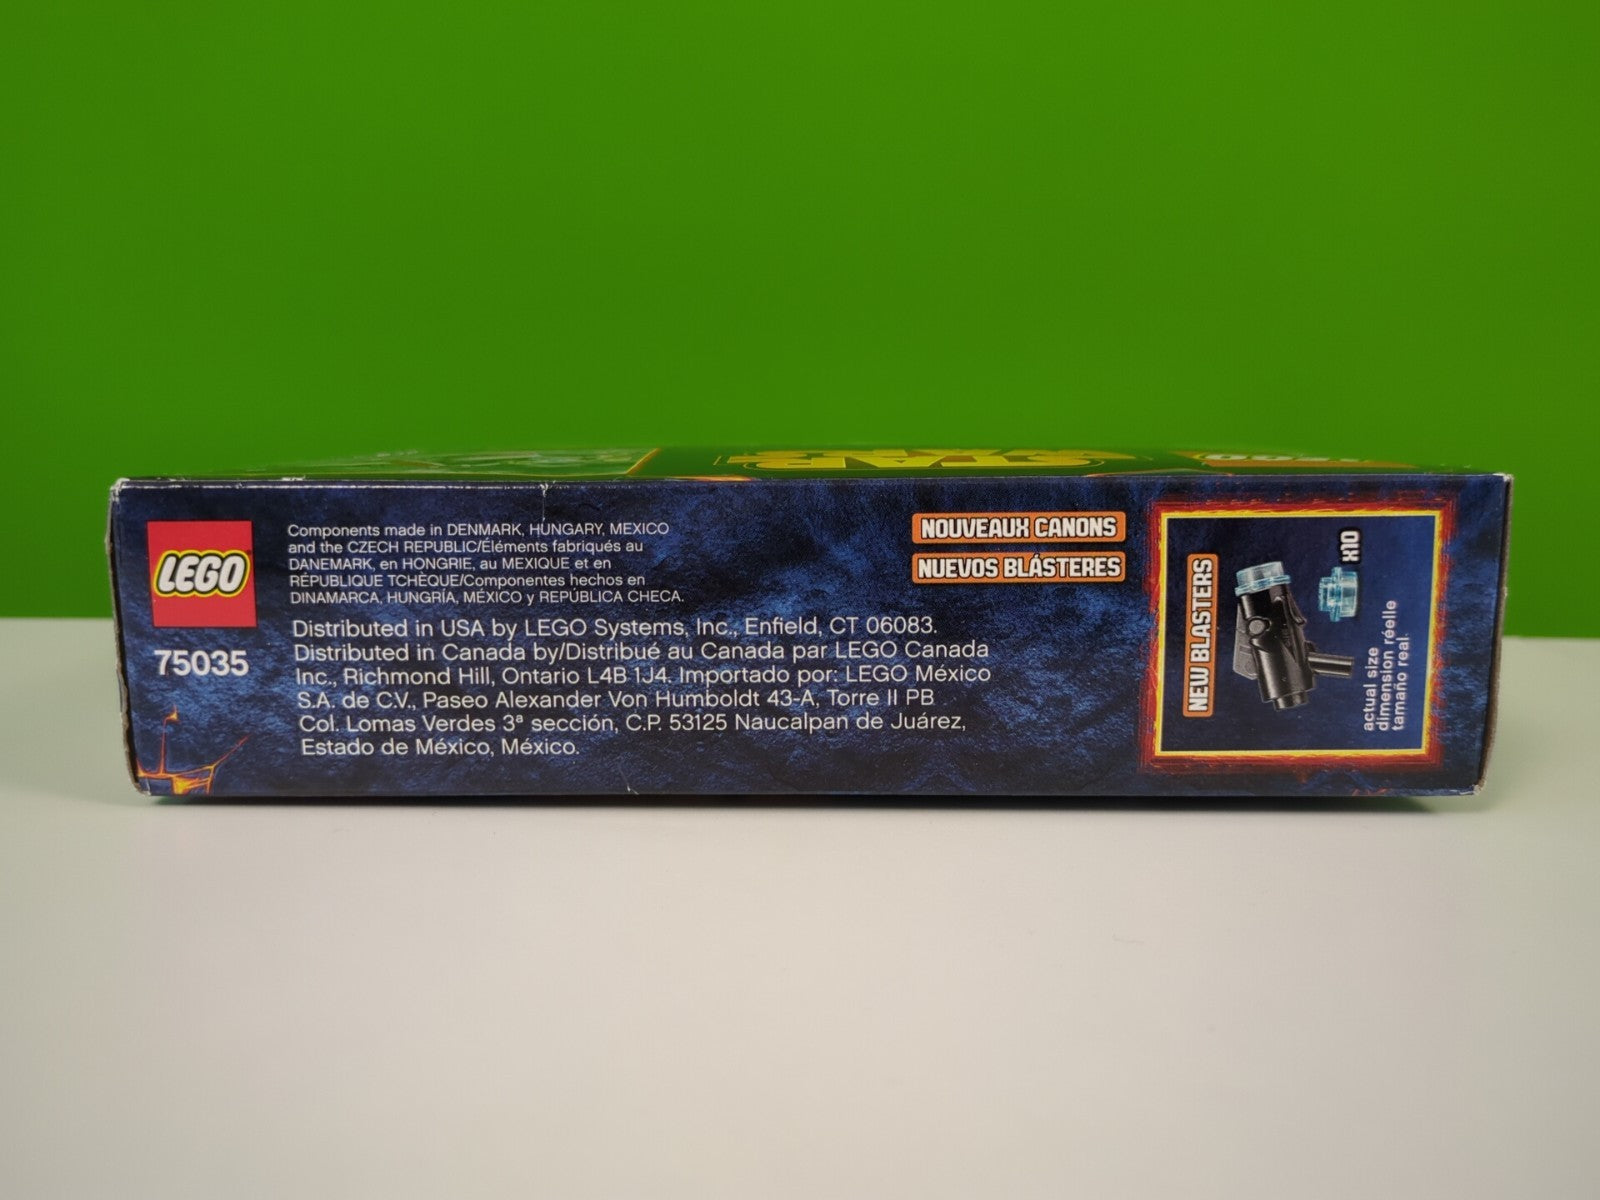 STAR
WARS
LEGO
75035
Components made in DENMARK, HUNGARY, MEXICO
and the CZECH REPUBLIC/Éléments fabriqués au
DANEMARK, en HONGRIE, au MEXIQUE et en
RÉPUBLIQUE TCHÈQUE/Componentes hechos en
DINAMARCA, HUNGRÍA, MÉXICO y REPÚBLICA CHECA.
Distributed in USA by LEGO Systems, Inc., Enfield, CT 06083.
Distributed in Canada by/Distribué au Canada par LEGO Canada
Inc., Richmond Hill, Ontario L4B 1J4. Importado por: LEGO México
S.A. de C.V., Paseo Alexander Von Humboldt 43-A, Torre II PB
Col. Lomas Verdes 3ª sección, C.P. 53125 Naucalpan de Juárez,
Estado de México, México.
NOUVEAUX CANONS
NUEVOS BLÁSTERES
NEW BLASTERS
X10
actual size
dimension réelle
tamaño real.